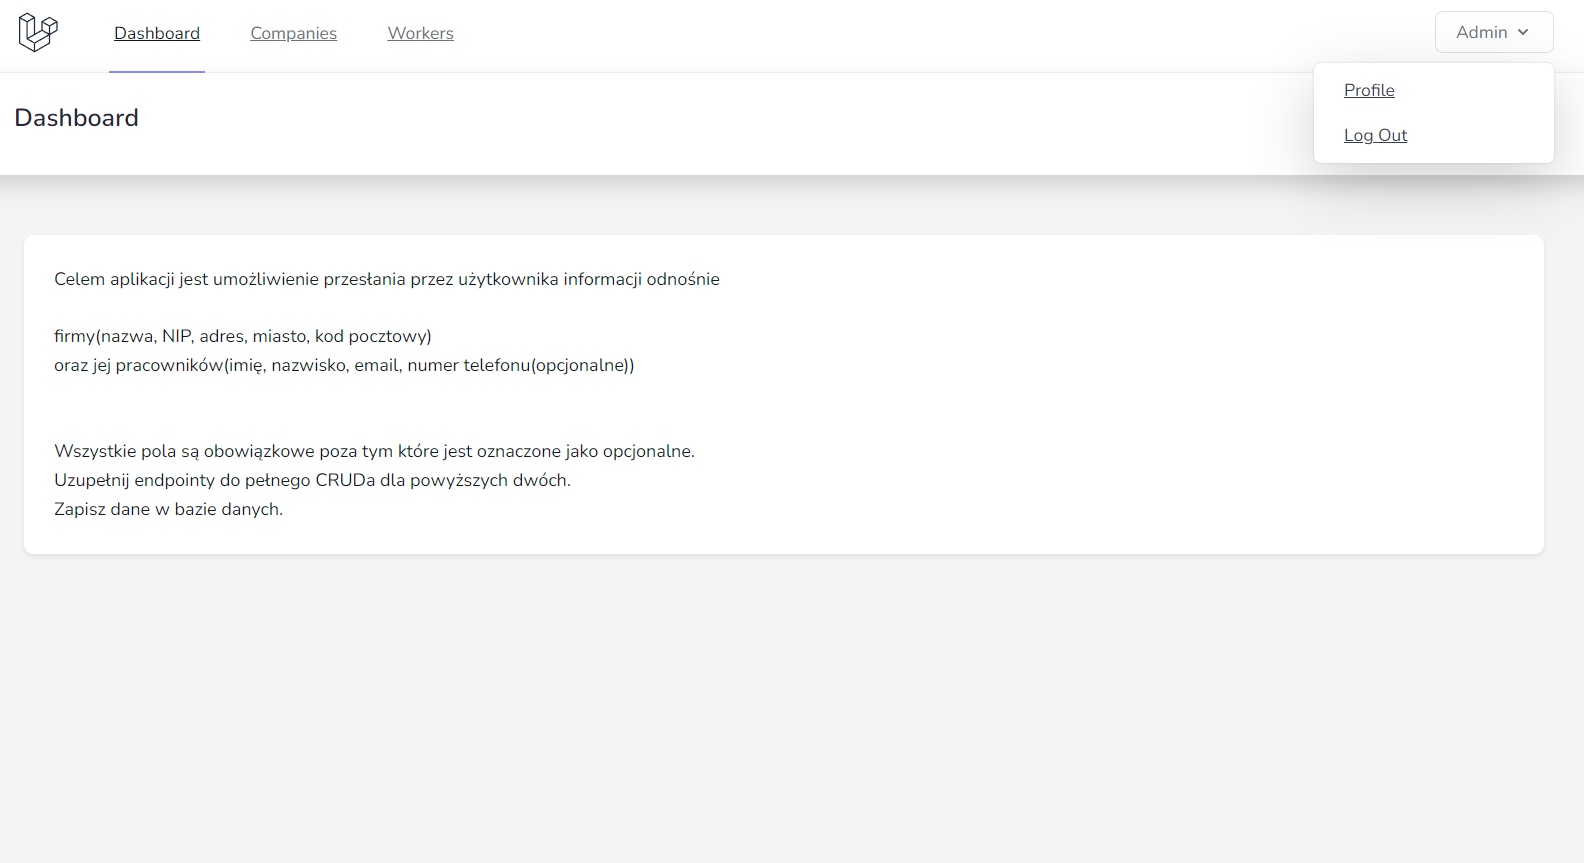 Dashboard
Companies
Workers
Admin
Profile
Log Out
Dashboard
Celem aplikacji jest umożliwienie przesłania przez użytkownika informacji odnośnie
firmy(nazwa, NIP, adres, miasto, kod pocztowy)
oraz jej pracowników(imię, nazwisko, email, numer telefonu(opcjonalne))
Wszystkie pola są obowiązkowe poza tym które jest oznaczone jako opcjonalne.
Uzupełnij endpointy do pełnego CRUDa dla powyższych dwóch.
Zapisz dane w bazie danych.